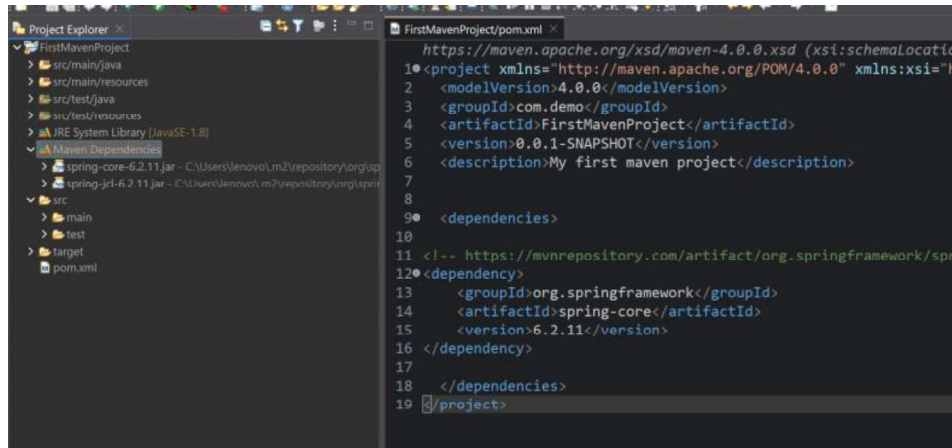 Project Explorer
FirstMavenProject
src/main/java
src/main/resources
src/test/java
src/test/resources
JRE System Library [JavaSE-1.8]
Maven Dependencies
spring-core-6.2.11.jar - C:\Users\lenovo\.m2\repository\org\sp
spring-jcl-6.2.11.jar - C:\Users\lenovo\.m2\repository\org\sprin
src
main
test
target
pom.xml
FirstMavenProject/pom.xml
https://maven.apache.org/xsd/maven-4.0.0.xsd (xsi:schemaLocatio
1 <project xmlns="http://maven.apache.org/POM/4.0.0" xmlns:xsi="h
2 <modelVersion>4.0.0</modelVersion>
3 <groupId>com.demo</groupId>
4 <artifactId>FirstMavenProject</artifactId>
5 <version>0.0.1-SNAPSHOT</version>
6 <description>My first maven project</description>
7
8
9 <dependencies>
10
11 <!-- https://mvnrepository.com/artifact/org.springframework/spr
12 <dependency>
13 <groupId>org.springframework</groupId>
14 <artifactId>spring-core</artifactId>
15 <version>6.2.11</version>
16 </dependency>
17
18 </dependencies>
19 </project>